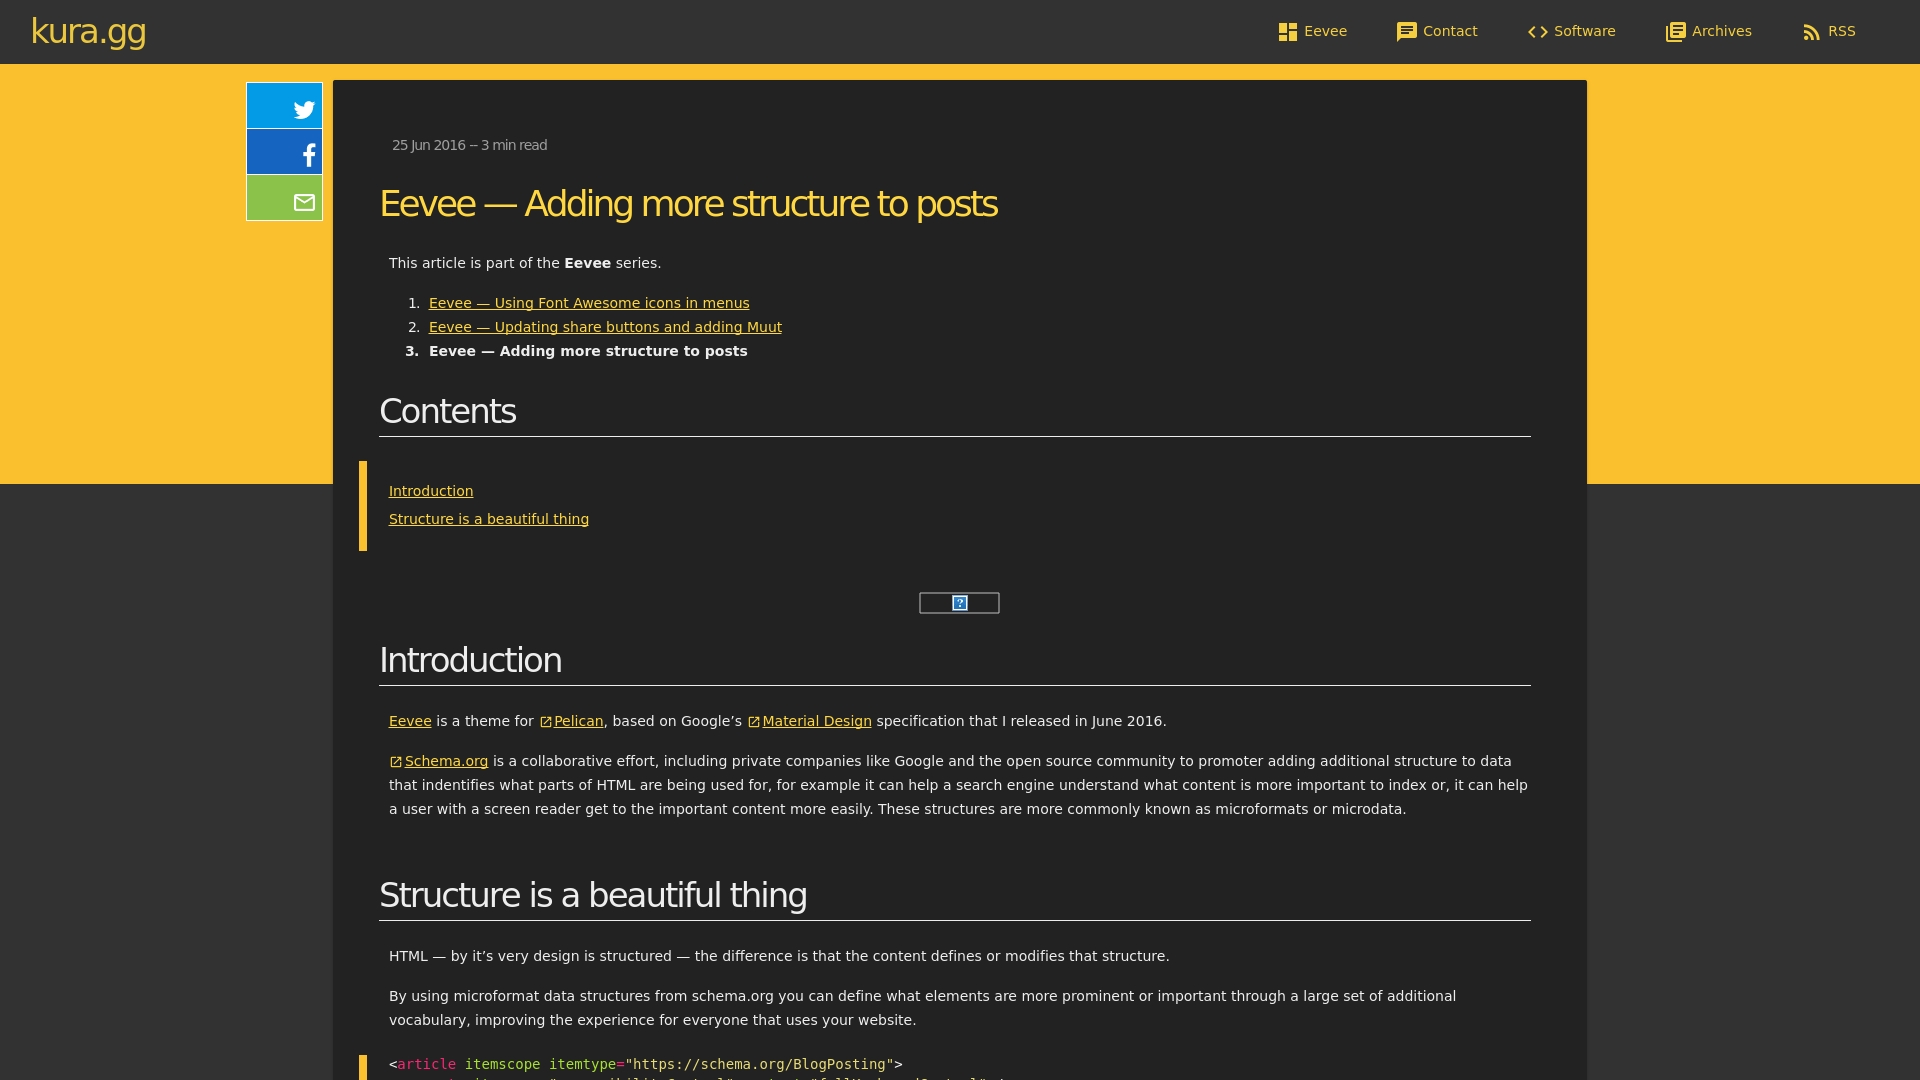 kura.gg
Eevee
Contact
Software
Archives
RSS
25 Jun 2016 — 3 min read
Eevee — Adding more structure to posts
This article is part of the Eevee series.
1. Eevee — Using Font Awesome icons in menus
2. Eevee — Updating share buttons and adding Muut
3. Eevee — Adding more structure to posts
Contents
Introduction
Structure is a beautiful thing
Introduction
Eevee is a theme for Pelican, based on Google’s Material Design specification that I released in June 2016.
Schema.org is a collaborative effort, including private companies like Google and the open source community to promoter adding additional structure to data
that indentifies what parts of HTML are being used for, for example it can help a search engine understand what content is more important to index or, it can help
a user with a screen reader get to the important content more easily. These structures are more commonly known as microformats or microdata.
Structure is a beautiful thing
HTML — by it’s very design is structured — the difference is that the content defines or modifies that structure.
By using microformat data structures from schema.org you can define what elements are more prominent or important through a large set of additional
vocabulary, improving the experience for everyone that uses your website.
<article itemscope itemtype="https://schema.org/BlogPosting">